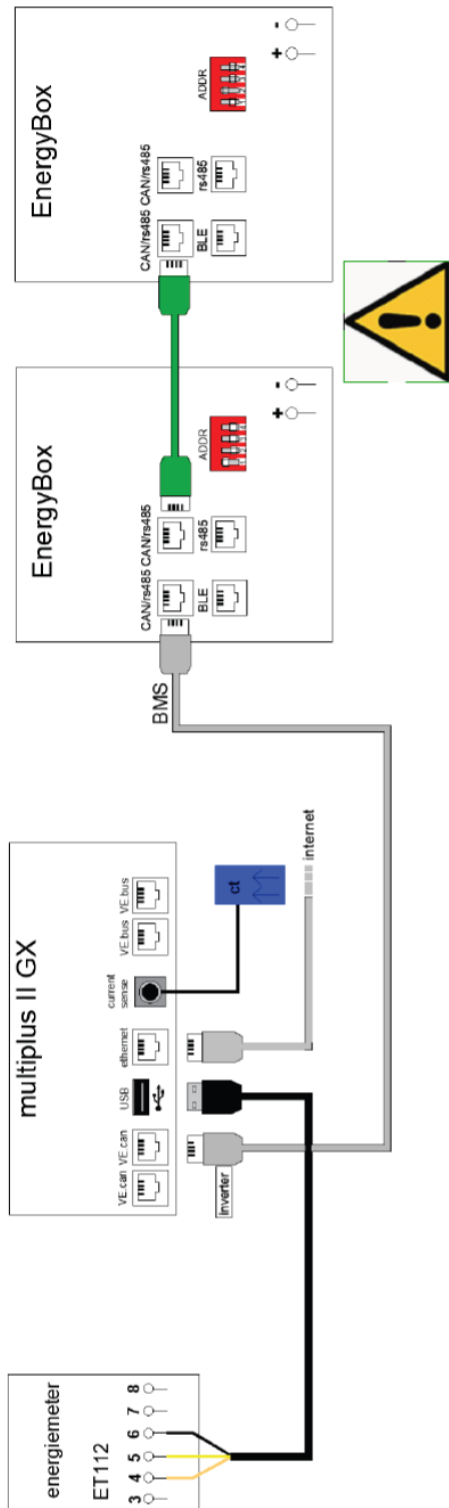 energiemeter
ET112
3 4 5 6 7 8
multiplus II GX
VE.can VE.can USB ethernet current sense VE.bus VE.bus
inverter
ct
internet
BMS
EnergyBox
CAN/rs485 CAN/rs485
BLE rs485
ADDR
+ -
EnergyBox
CAN/rs485 CAN/rs485
BLE rs485
ADDR
+ -